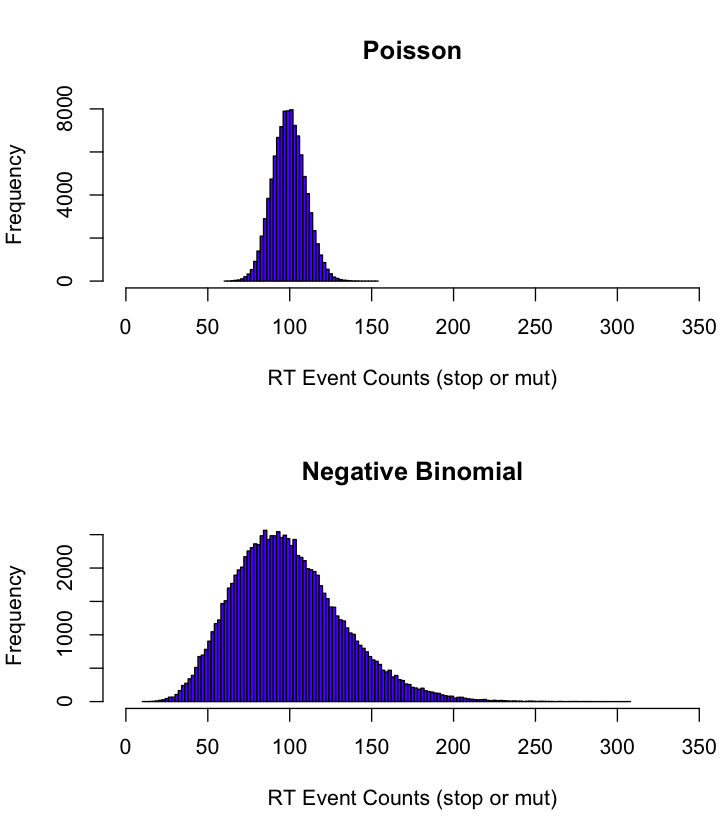 Poisson
Frequency
8000
4000
0
0 50 100 150 200 250 300 350
RT Event Counts (stop or mut)
Negative Binomial
Frequency
2000
1000
0
0 50 100 150 200 250 300 350
RT Event Counts (stop or mut)